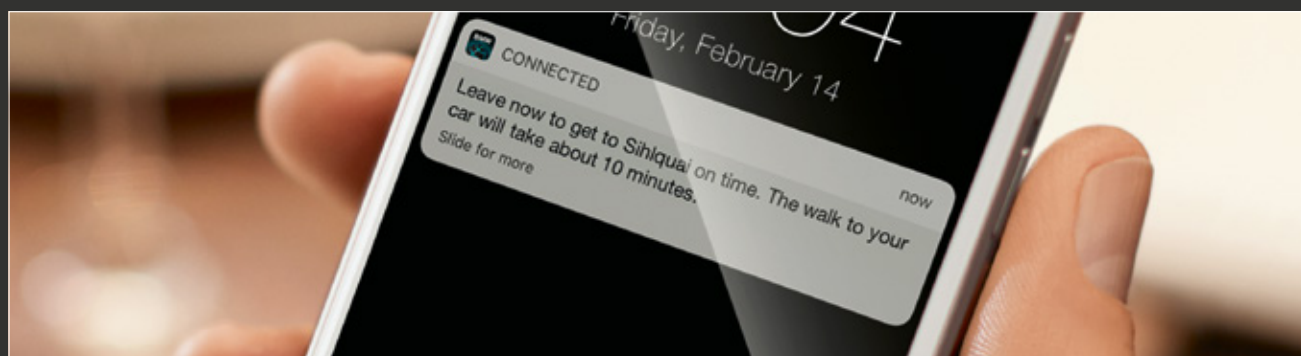 04
Friday, February 14
CONNECTED
now
Leave now to get to Sihlquai on time. The walk to your
car will take about 10 minutes.
Slide for more